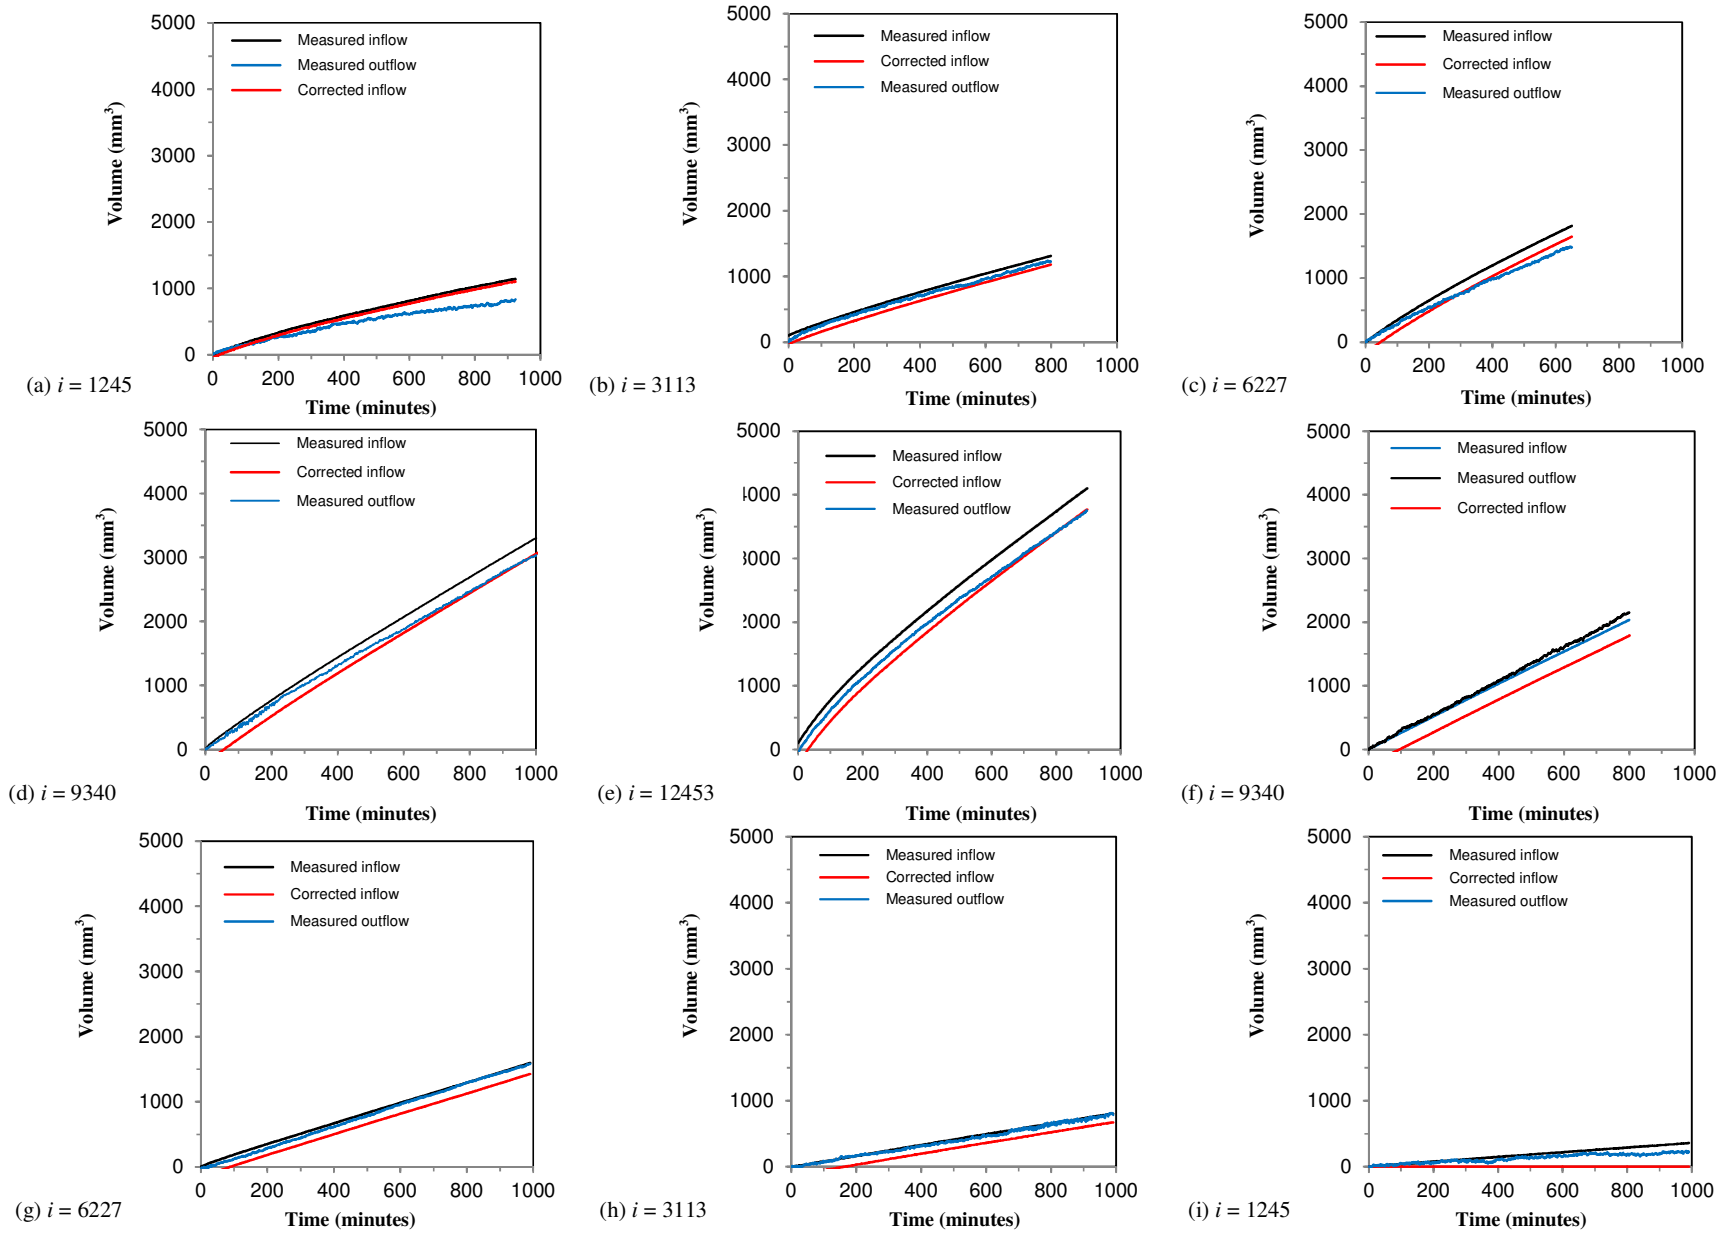 5000
4000
3000
2000
1000
0
Volume (mm³)
Measured inflow
Measured outflow
Corrected inflow
0 200 400 600 800 1000
Time (minutes)
(a) i = 1245
5000
4000
3000
2000
1000
0
Volume (mm³)
Measured inflow
Corrected inflow
Measured outflow
0 200 400 600 800 1000
Time (minutes)
(b) i = 3113
5000
4000
3000
2000
1000
0
Volume (mm³)
Measured inflow
Corrected inflow
Measured outflow
0 200 400 600 800 1000
Time (minutes)
(c) i = 6227
5000
4000
3000
2000
1000
0
Volume (mm³)
Measured inflow
Corrected inflow
Measured outflow
0 200 400 600 800 1000
Time (minutes)
(d) i = 9340
5000
4000
3000
2000
1000
0
Volume (mm³)
Measured inflow
Corrected inflow
Measured outflow
0 200 400 600 800 1000
Time (minutes)
(e) i = 12453
5000
4000
3000
2000
1000
0
Volume (mm³)
Measured inflow
Measured outflow
Corrected inflow
0 200 400 600 800 1000
Time (minutes)
(f) i = 9340
5000
4000
3000
2000
1000
0
Volume (mm³)
Measured inflow
Corrected inflow
Measured outflow
0 200 400 600 800 1000
Time (minutes)
(g) i = 6227
5000
4000
3000
2000
1000
0
Volume (mm³)
Measured inflow
Corrected inflow
Measured outflow
0 200 400 600 800 1000
Time (minutes)
(h) i = 3113
5000
4000
3000
2000
1000
0
Volume (mm³)
Measured inflow
Corrected inflow
Measured outflow
0 200 400 600 800 1000
Time (minutes)
(i) i = 1245